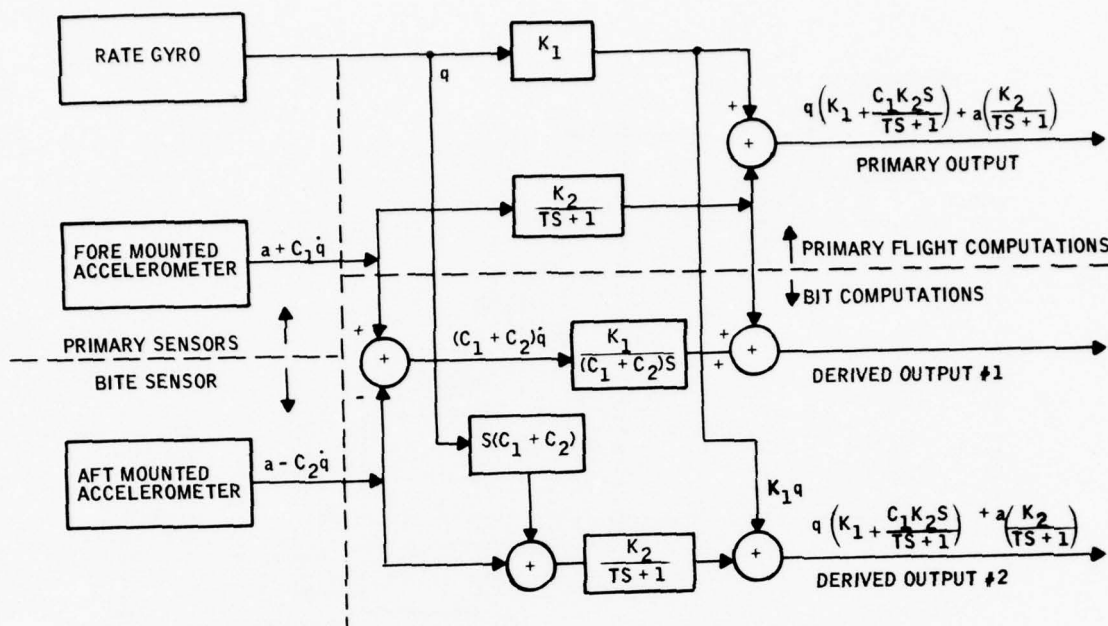 RATE GYRO
K₁
q
+
+
q (K₁ + C₁K₂S / TS + 1) + a (K₂ / TS + 1)
PRIMARY OUTPUT
K₂ / TS + 1
FORE MOUNTED
ACCELEROMETER
a + C₁q̇
PRIMARY FLIGHT COMPUTATIONS
BIT COMPUTATIONS
PRIMARY SENSORS
BITE SENSOR
+
+
-
(C₁ + C₂)q̇
K₁ / (C₁ + C₂)S
+
+
+
DERIVED OUTPUT #1
S(C₁ + C₂)
AFT MOUNTED
ACCELEROMETER
a - C₂q̇
K₁q
+
K₂ / TS + 1
+
q (K₁ + C₁K₂S / TS + 1) + a (K₂ / TS + 1)
DERIVED OUTPUT #2